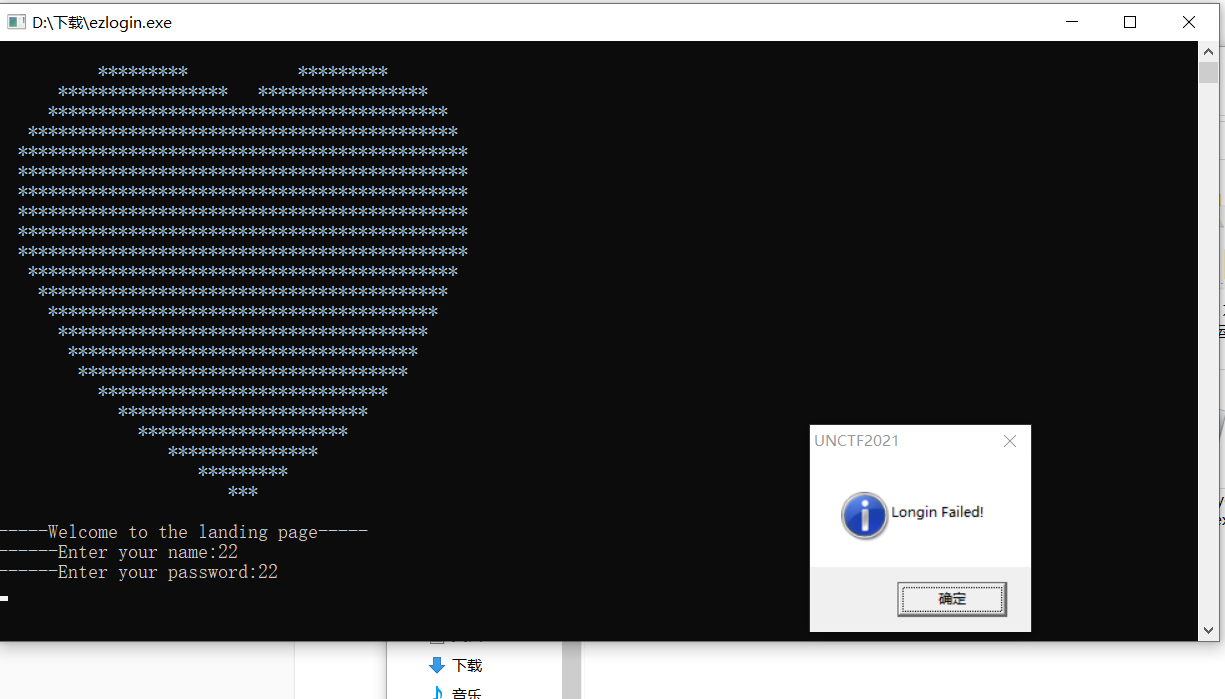 D:\下载\ezlogin.exe
UNCTF2021
Longin Failed!
确定
-----Welcome to the landing page-----
------Enter your name:22
------Enter your password:22
下载
音乐